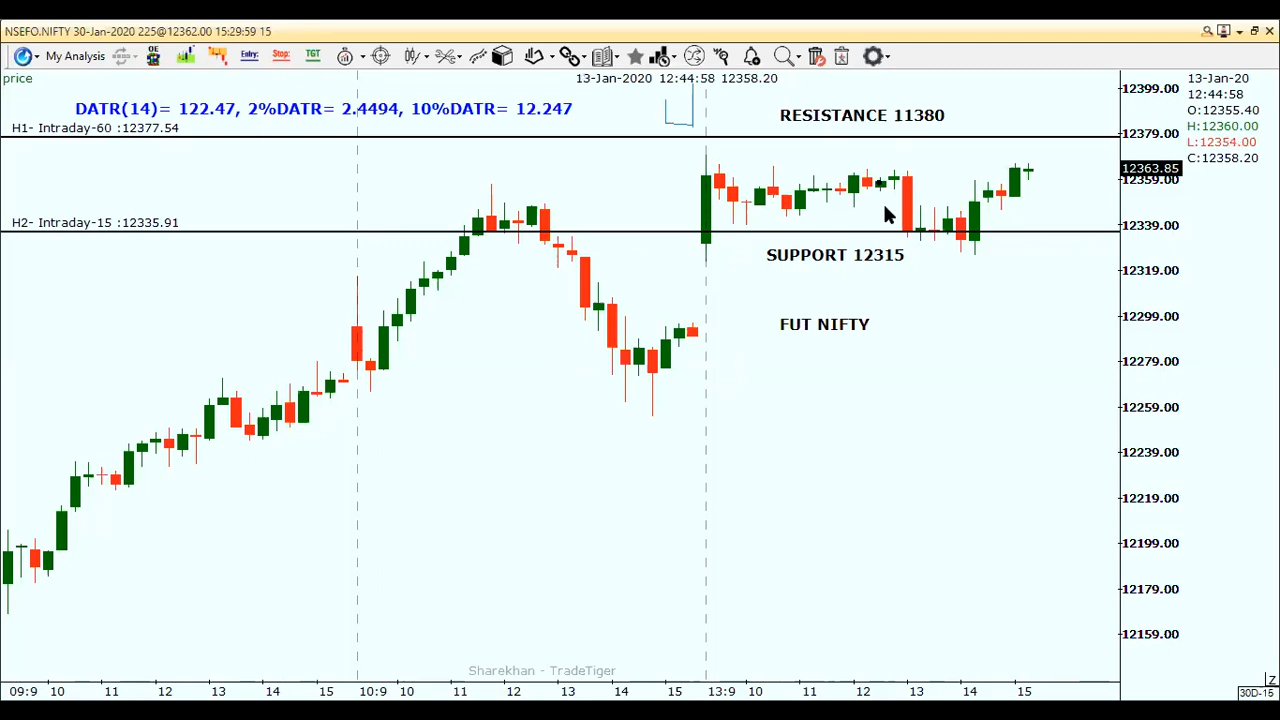 NSEFO.NIFTY 30-Jan-2020 225@12362.00 15:29:59 15
My Analysis OE Entry: Stop: TGT
price
13-Jan-2020 12:44:58 12358.20
13-Jan-20
12:44:58
O:12355.40
H:12360.00
L:12354.00
C:12358.20
DATR(14)= 122.47, 2%DATR= 2.4494, 10%DATR= 12.247
RESISTANCE 11380
H1- Intraday-60 :12377.54
H2- Intraday-15 :12335.91
SUPPORT 12315
FUT NIFTY
12399.00
12379.00
12363.85
12359.00
12339.00
12319.00
12299.00
12279.00
12259.00
12239.00
12219.00
12199.00
12179.00
12159.00
Sharekhan - TradeTiger
09:9 10 11 12 13 14 15 10:9 10 11 12 13 14 15 13:9 10 11 12 13 14 15
Z
30D-15